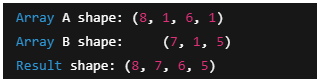 Array A shape: (8, 1, 6, 1)
Array B shape:    (7, 1, 5)
Result shape: (8, 7, 6, 5)